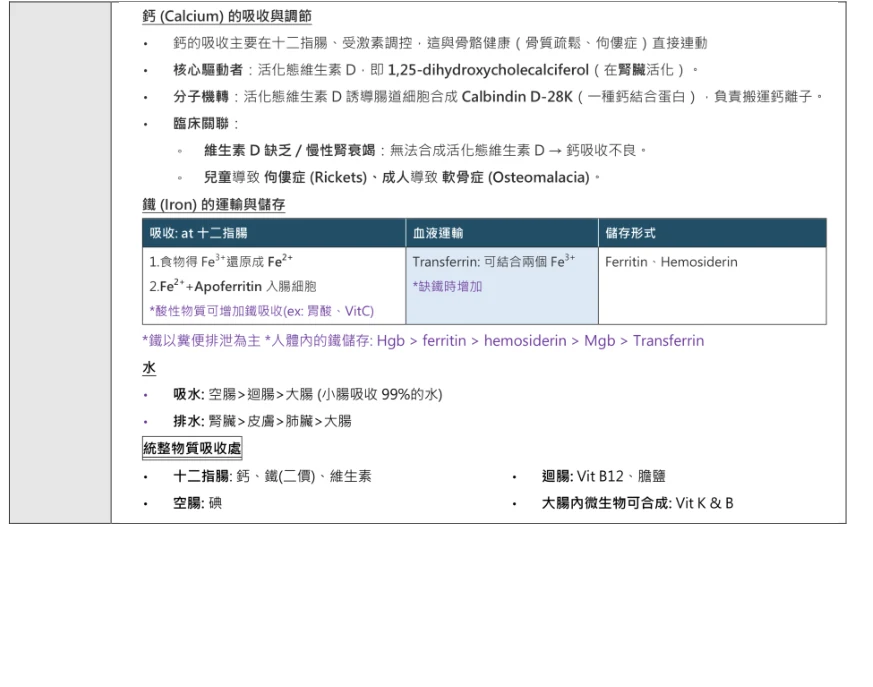 鈣 (Calcium) 的吸收與調節
• 鈣的吸收主要在十二指腸、受激素調控，這與骨骼健康（骨質疏鬆、佝僂症）直接連動
• 核心驅動者：活化態維生素 D，即 1,25-dihydroxycholecalciferol（在腎臟活化）。
• 分子機轉：活化態維生素 D 誘導腸道細胞合成 Calbindin D-28K（一種鈣結合蛋白），負責搬運鈣離子。
• 臨床關聯：
◦ 維生素 D 缺乏 / 慢性腎衰竭：無法合成活化態維生素 D → 鈣吸收不良。
◦ 兒童導致 佝僂症 (Rickets)、成人導致 軟骨症 (Osteomalacia)。
鐵 (Iron) 的運輸與儲存
吸收: at 十二指腸 血液運輸 儲存形式
1.食物得 Fe³⁺還原成 Fe²⁺ Transferrin: 可結合兩個 Fe³⁺ Ferritin、Hemosiderin
2.Fe²⁺+Apoferritin 入腸細胞 *缺鐵時增加
*酸性物質可增加鐵吸收(ex: 胃酸、VitC)
*鐵以糞便排泄為主 *人體內的鐵儲存: Hgb > ferritin > hemosiderin > Mgb > Transferrin
水
• 吸水: 空腸>迴腸>大腸 (小腸吸收 99%的水)
• 排水: 腎臟>皮膚>肺臟>大腸
統整物質吸收處
• 十二指腸: 鈣、鐵(二價)、維生素 • 迴腸: Vit B12、膽鹽
• 空腸: 碘 • 大腸內微生物可合成: Vit K & B